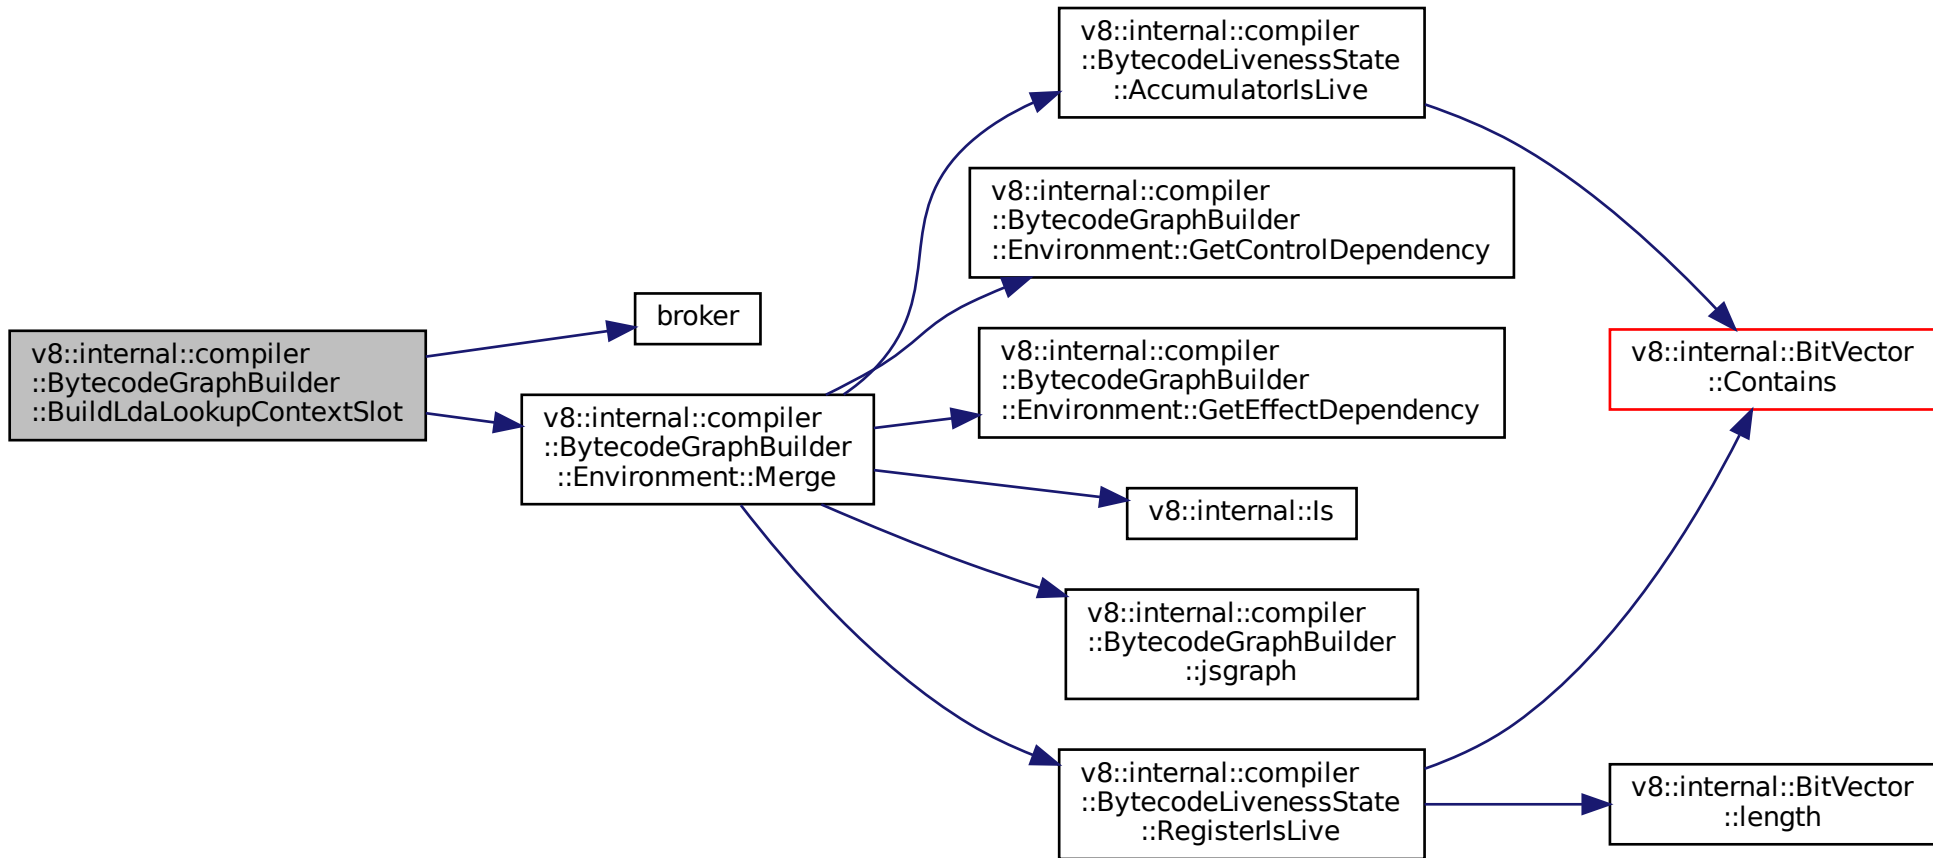 v8::internal::compiler
::BytecodeGraphBuilder
::BuildLdaLookupContextSlot
broker
v8::internal::compiler
::BytecodeGraphBuilder
::Environment::Merge
v8::internal::compiler
::BytecodeLivenessState
::AccumulatorIsLive
v8::internal::compiler
::BytecodeGraphBuilder
::Environment::GetControlDependency
v8::internal::compiler
::BytecodeGraphBuilder
::Environment::GetEffectDependency
v8::internal::Is
v8::internal::compiler
::BytecodeGraphBuilder
::jsgraph
v8::internal::compiler
::BytecodeLivenessState
::RegisterIsLive
v8::internal::BitVector
::Contains
v8::internal::BitVector
::length